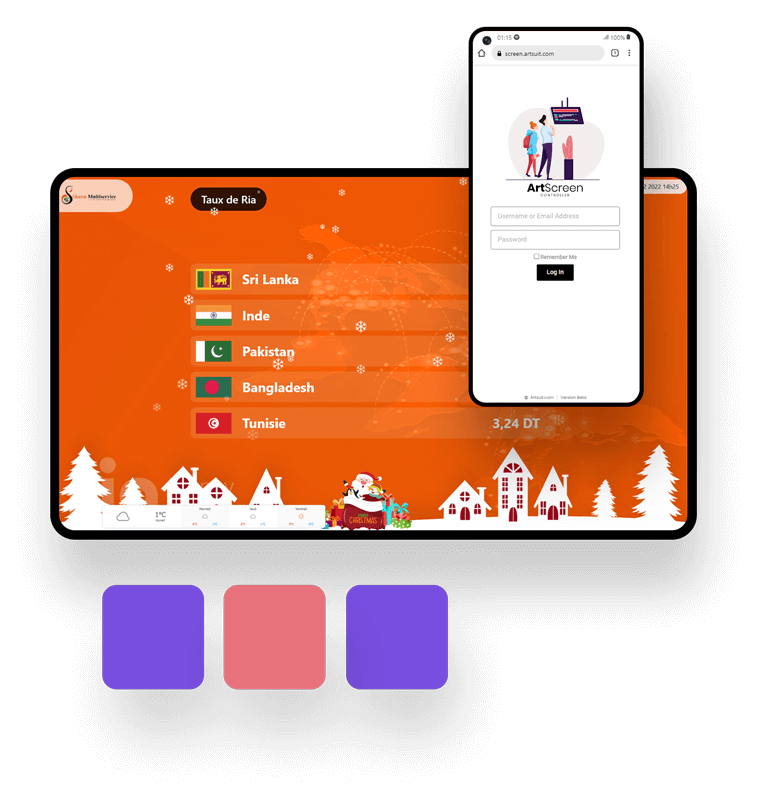 01:15
100%
screen.artsuit.com
ArtScreen
CONTROLLER
Username or Email Address
Password
Remember Me
Log In
Artsuit.com | Version Beta
Multiservice
Taux de Ria
2 2022 14h25
Sri Lanka
Inde
Pakistan
Bangladesh
Tunisie
3,24 DT
1°C
CHRISTMAS